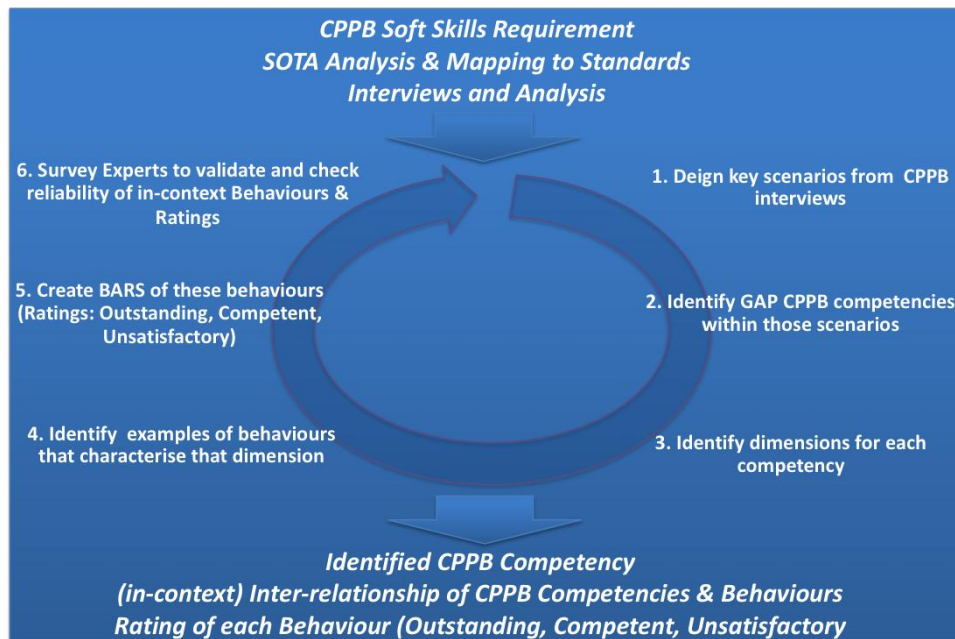 CPPB Soft Skills Requirement
SOTA Analysis & Mapping to Standards
Interviews and Analysis
1. Deign key scenarios from CPPB
interviews
2. Identify GAP CPPB competencies
within those scenarios
3. Identify dimensions for each
competency
4. Identify examples of behaviours
that characterise that dimension
5. Create BARS of these behaviours
(Ratings: Outstanding, Competent,
Unsatisfactory)
6. Survey Experts to validate and check
reliability of in-context Behaviours &
Ratings
Identified CPPB Competency
(in-context) Inter-relationship of CPPB Competencies & Behaviours
Rating of each Behaviour (Outstanding, Competent, Unsatisfactory